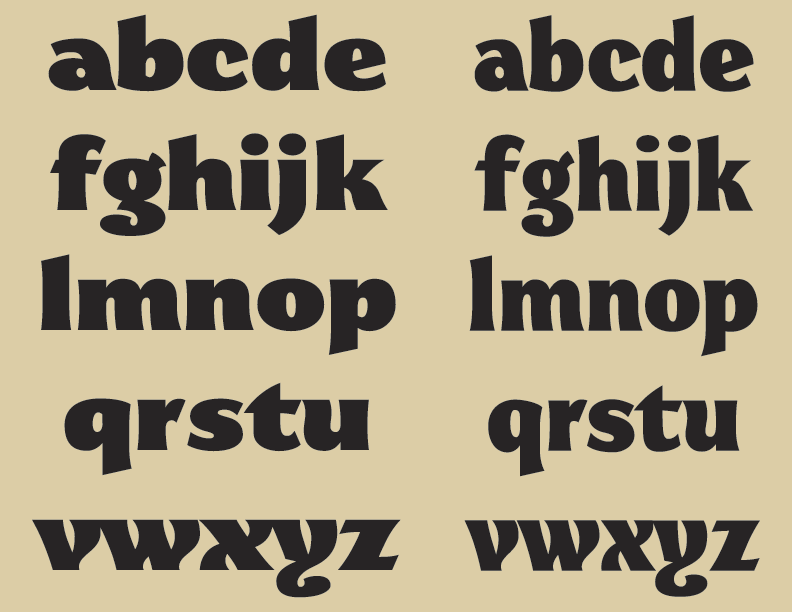 abcde abcde
fghijk fghijk
lmnop lmnop
qrstu qrstu
vwxyz vwxyz